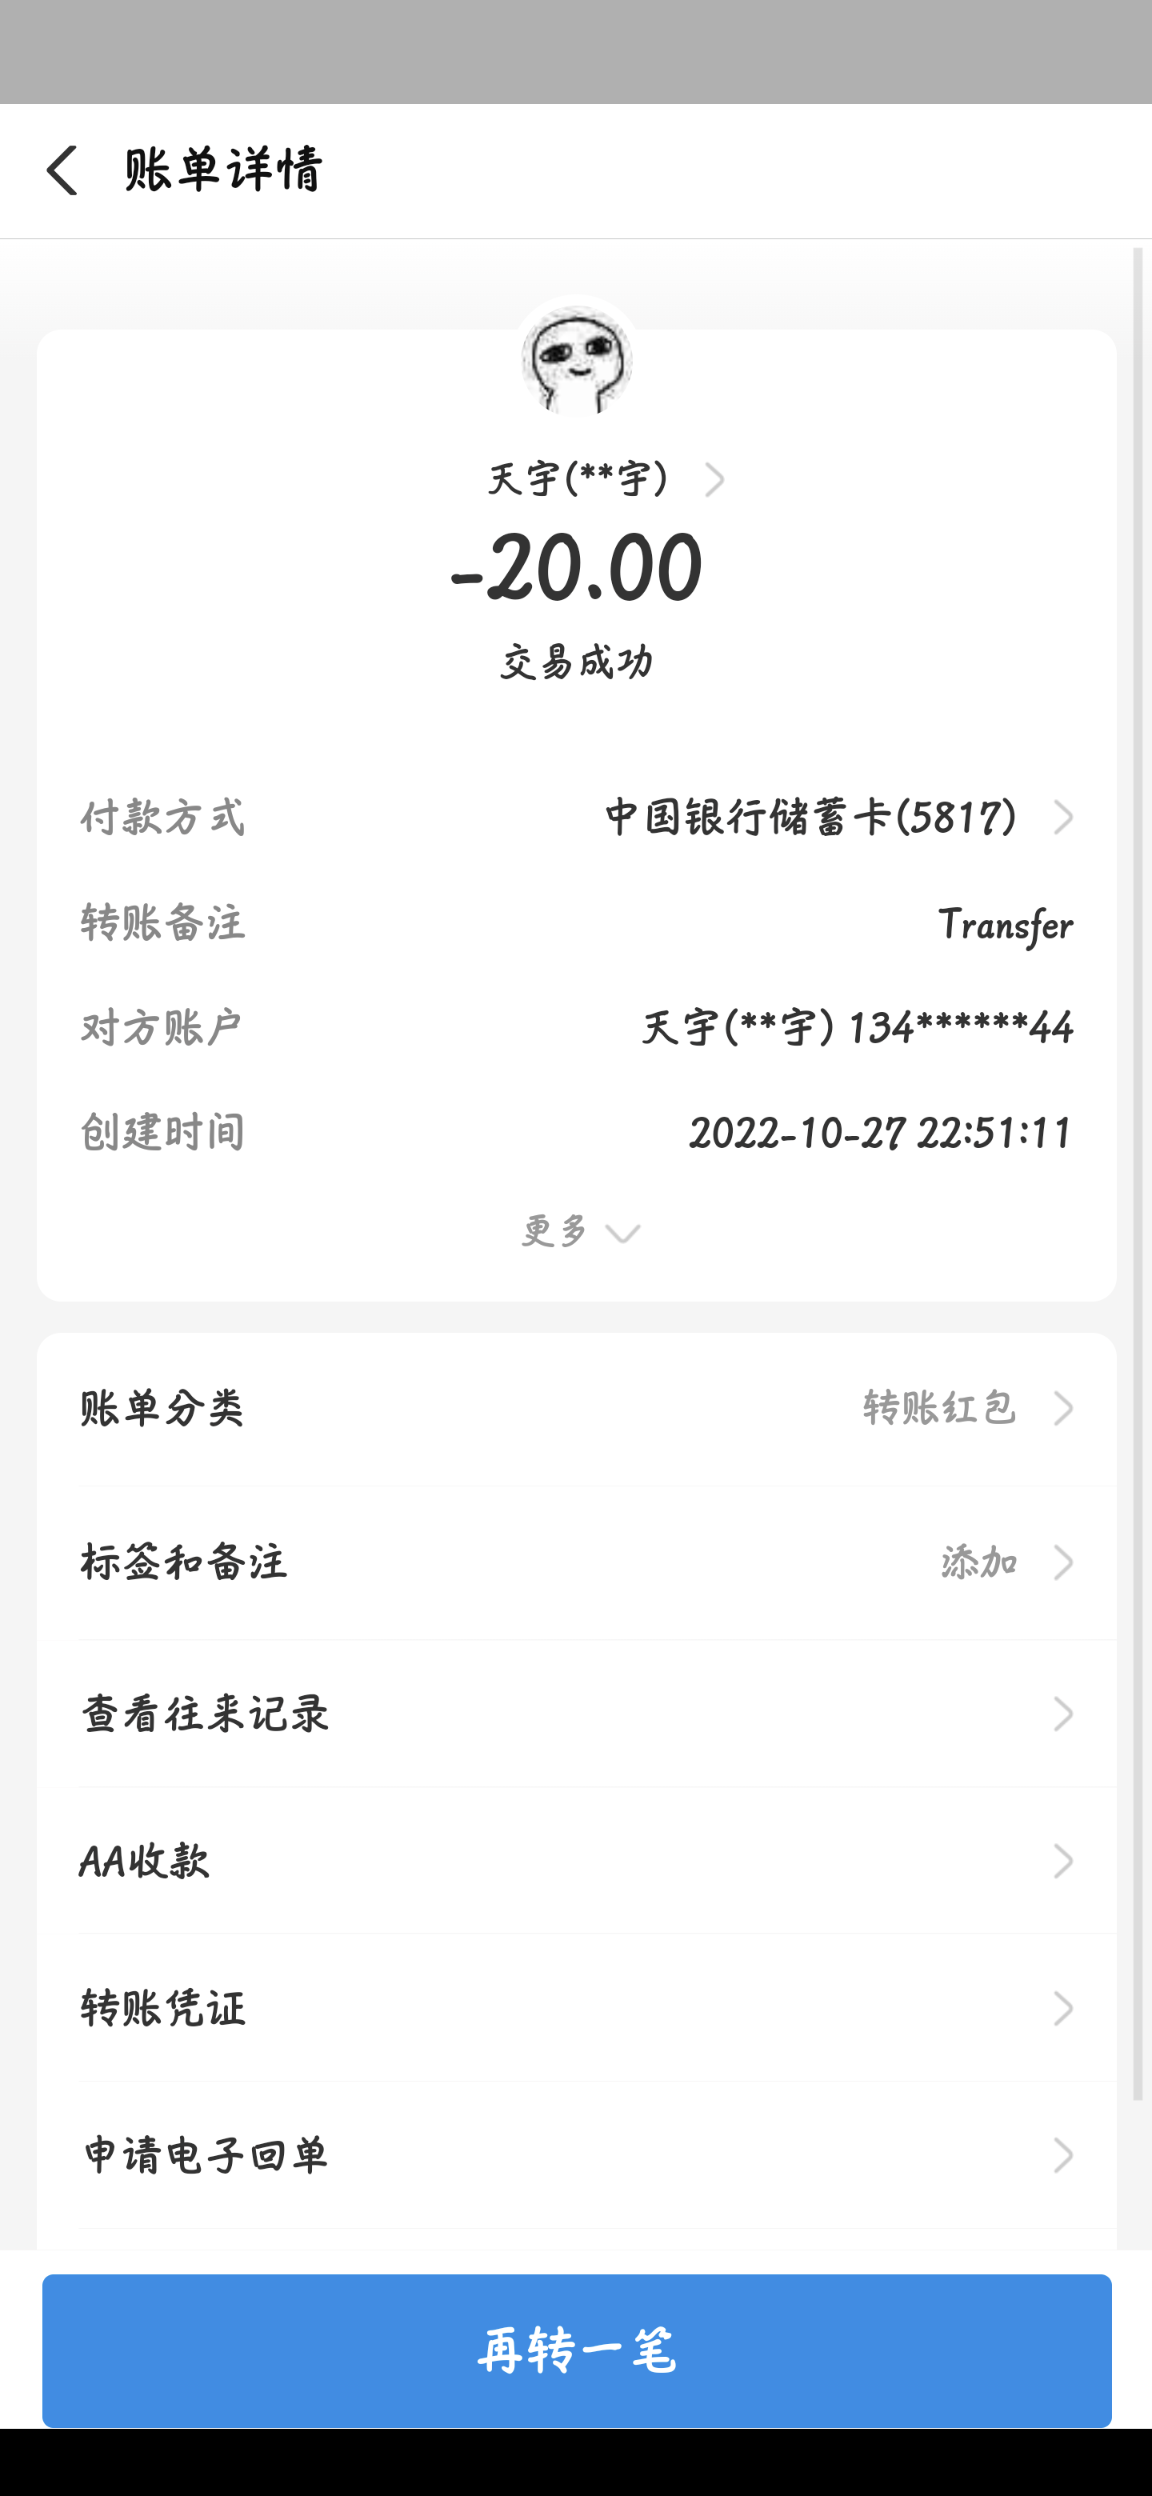 账单详情
天宇(**宇)
-20.00
交易成功
付款方式 中国银行储蓄卡(5817)
转账备注 Transfer
对方账户 天宇(**宇) 134******44
创建时间 2022-10-27 22:51:11
更多
账单分类 转账红包
标签和备注 添加
查看往来记录
AA收款
转账凭证
申请电子回单
再转一笔